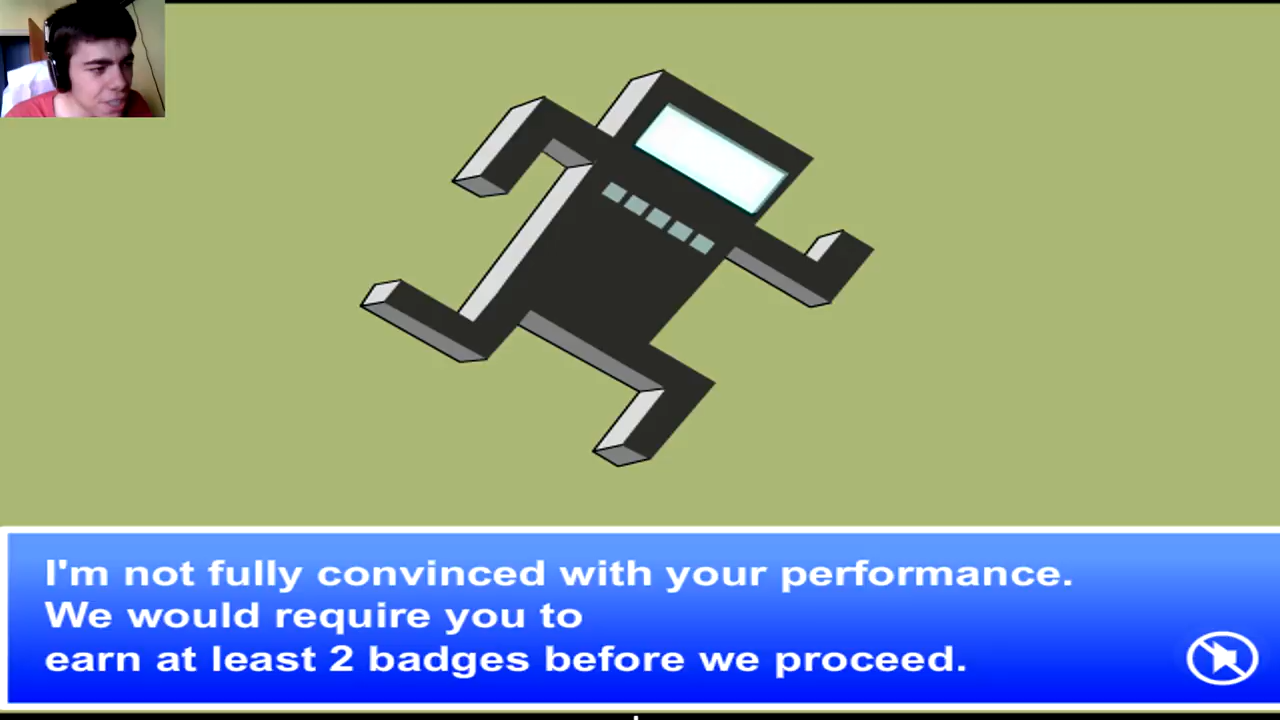 I'm not fully convinced with your performance.
We would require you to
earn at least 2 badges before we proceed.